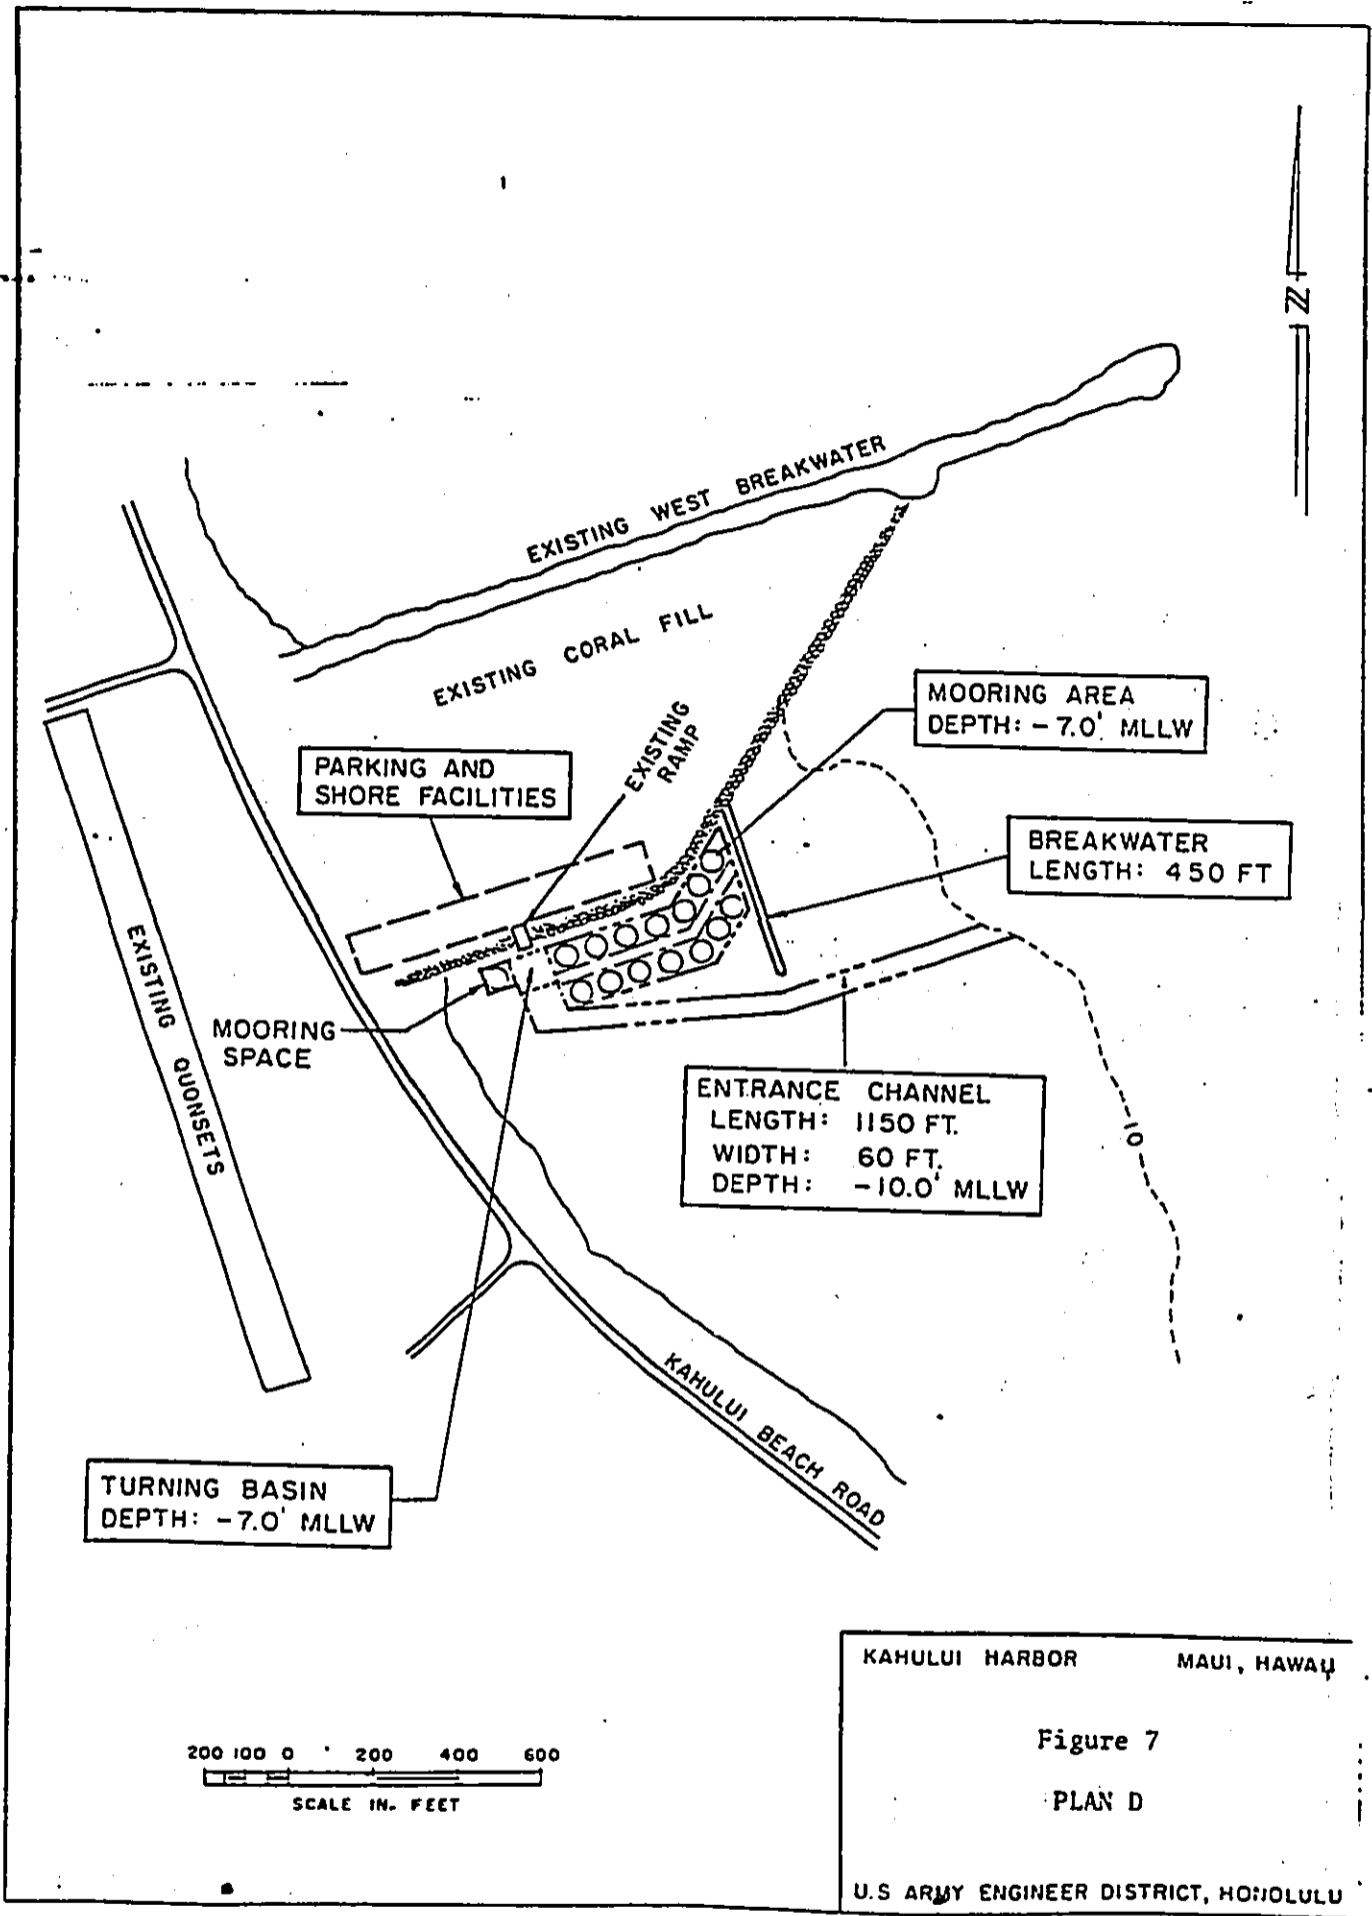 N
EXISTING WEST BREAKWATER
EXISTING CORAL FILL
EXISTING
RAMP
MOORING AREA
DEPTH: -7.0' MLLW
PARKING AND
SHORE FACILITIES
BREAKWATER
LENGTH: 450 FT
EXISTING QUONSETS
MOORING
SPACE
ENTRANCE CHANNEL
LENGTH: 1150 FT.
WIDTH: 60 FT.
DEPTH: -10.0' MLLW
10
KAHULUI BEACH ROAD
TURNING BASIN
DEPTH: -7.0' MLLW
200 100 0 200 400 600
SCALE IN FEET
KAHULUI HARBOR MAUI, HAWAII
Figure 7
PLAN D
U.S ARMY ENGINEER DISTRICT, HONOLULU